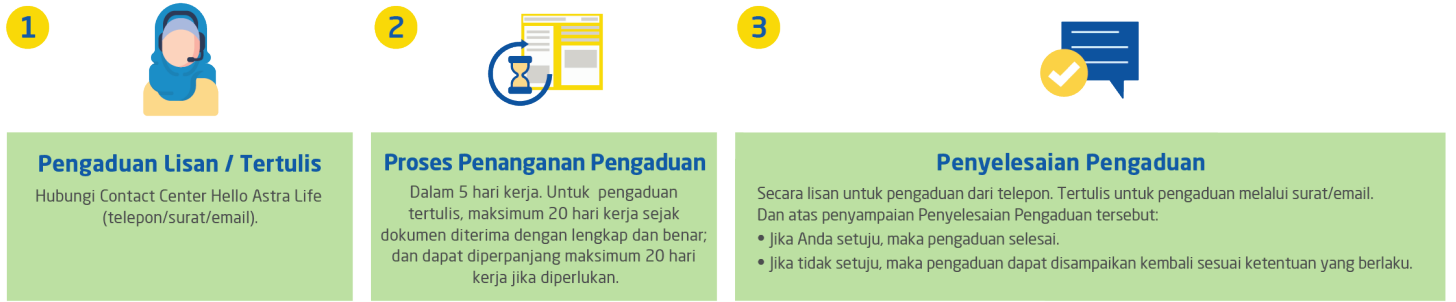 1
Pengaduan Lisan / Tertulis
Hubungi Contact Center Hello Astra Life
(telepon/surat/email).
2
Proses Penanganan Pengaduan
Dalam 5 hari kerja. Untuk pengaduan
tertulis, maksimum 20 hari kerja sejak
dokumen diterima dengan lengkap dan benar;
dan dapat diperpanjang maksimum 20 hari
kerja jika diperlukan.
3
Penyelesaian Pengaduan
Secara lisan untuk pengaduan dari telepon. Tertulis untuk pengaduan melalui surat/email.
Dan atas penyampaian Penyelesaian Pengaduan tersebut:
• Jika Anda setuju, maka pengaduan selesai.
• Jika tidak setuju, maka pengaduan dapat disampaikan kembali sesuai ketentuan yang berlaku.